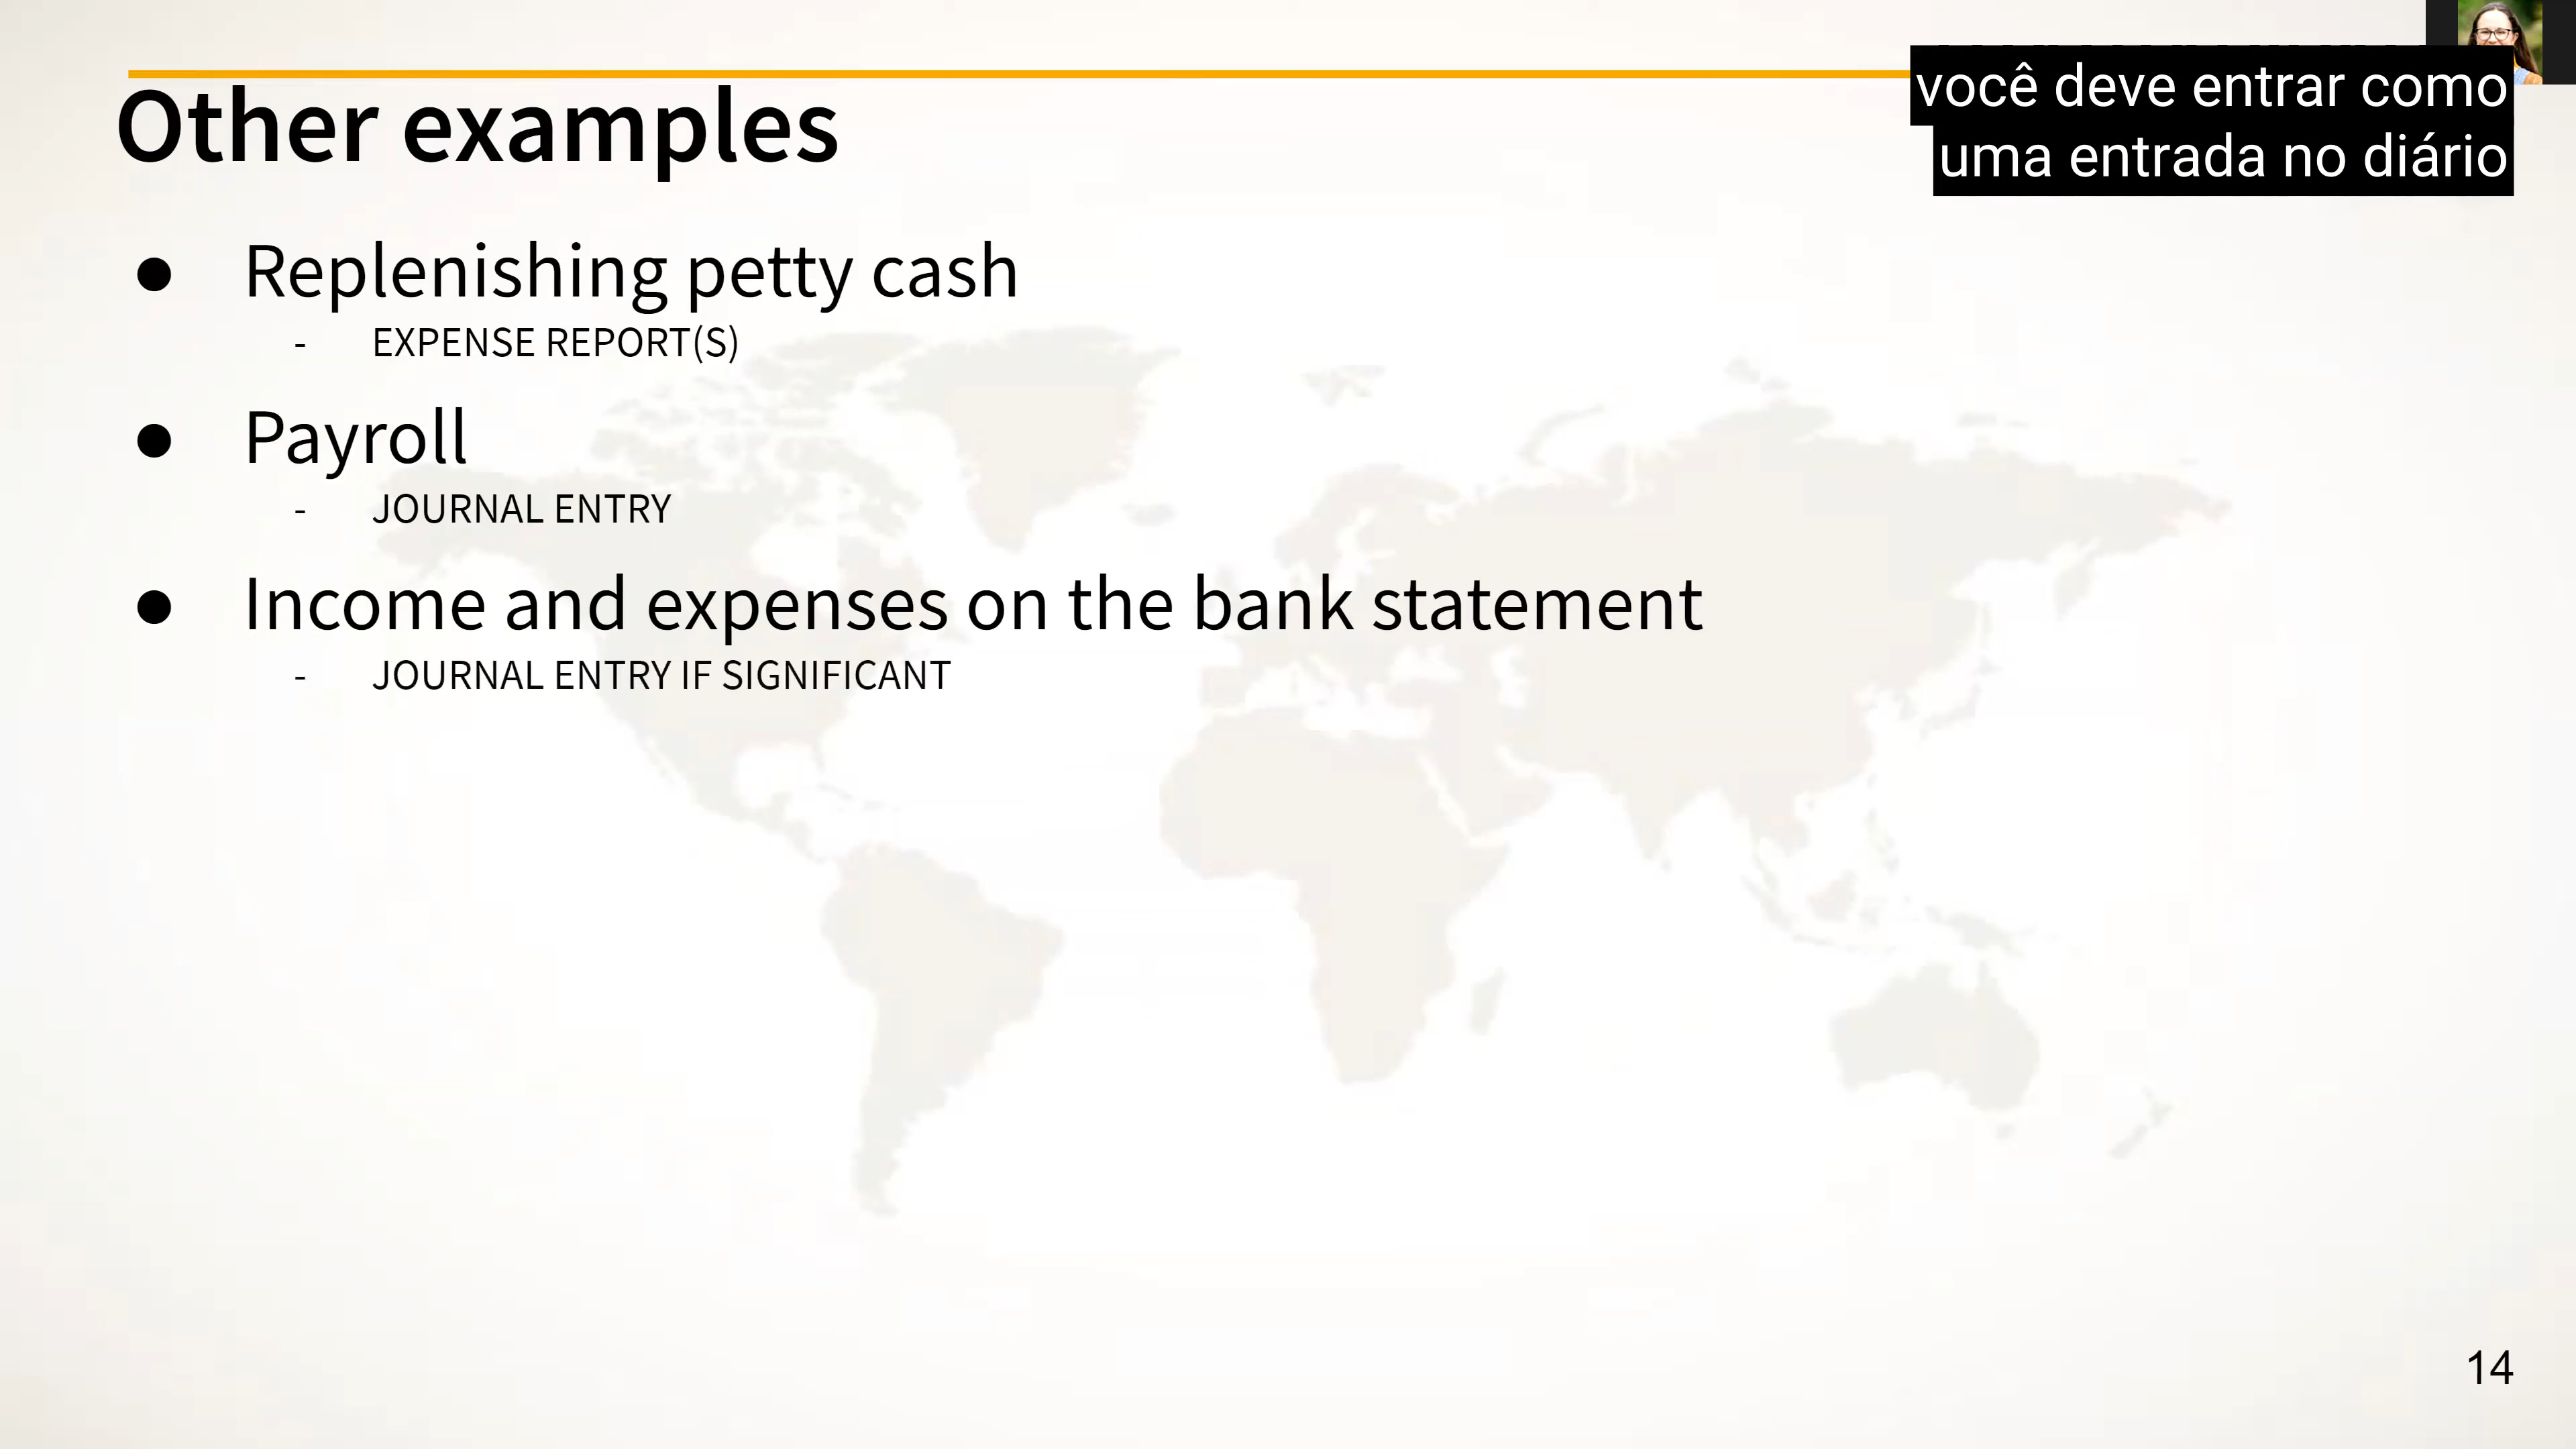 Other examples
você deve entrar como
uma entrada no diário
● Replenishing petty cash
- EXPENSE REPORT(S)
● Payroll
- JOURNAL ENTRY
● Income and expenses on the bank statement
- JOURNAL ENTRY IF SIGNIFICANT
14